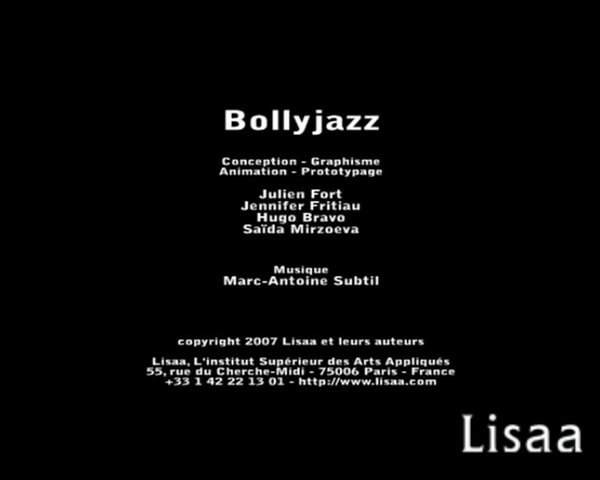 Bollyjazz
Conception - Graphisme
Animation - Prototypage
Julien Fort
Jennifer Fritiau
Hugo Bravo
Saïda Mirzoeva
Musique
Marc-Antoine Subtil
copyright 2007 Lisaa et leurs auteurs
Lisaa, L'institut Supérieur des Arts Appliqués
55, rue du Cherche-Midi - 75006 Paris - France
+33 1 42 22 13 01 - http://www.lisaa.com
Lisaa